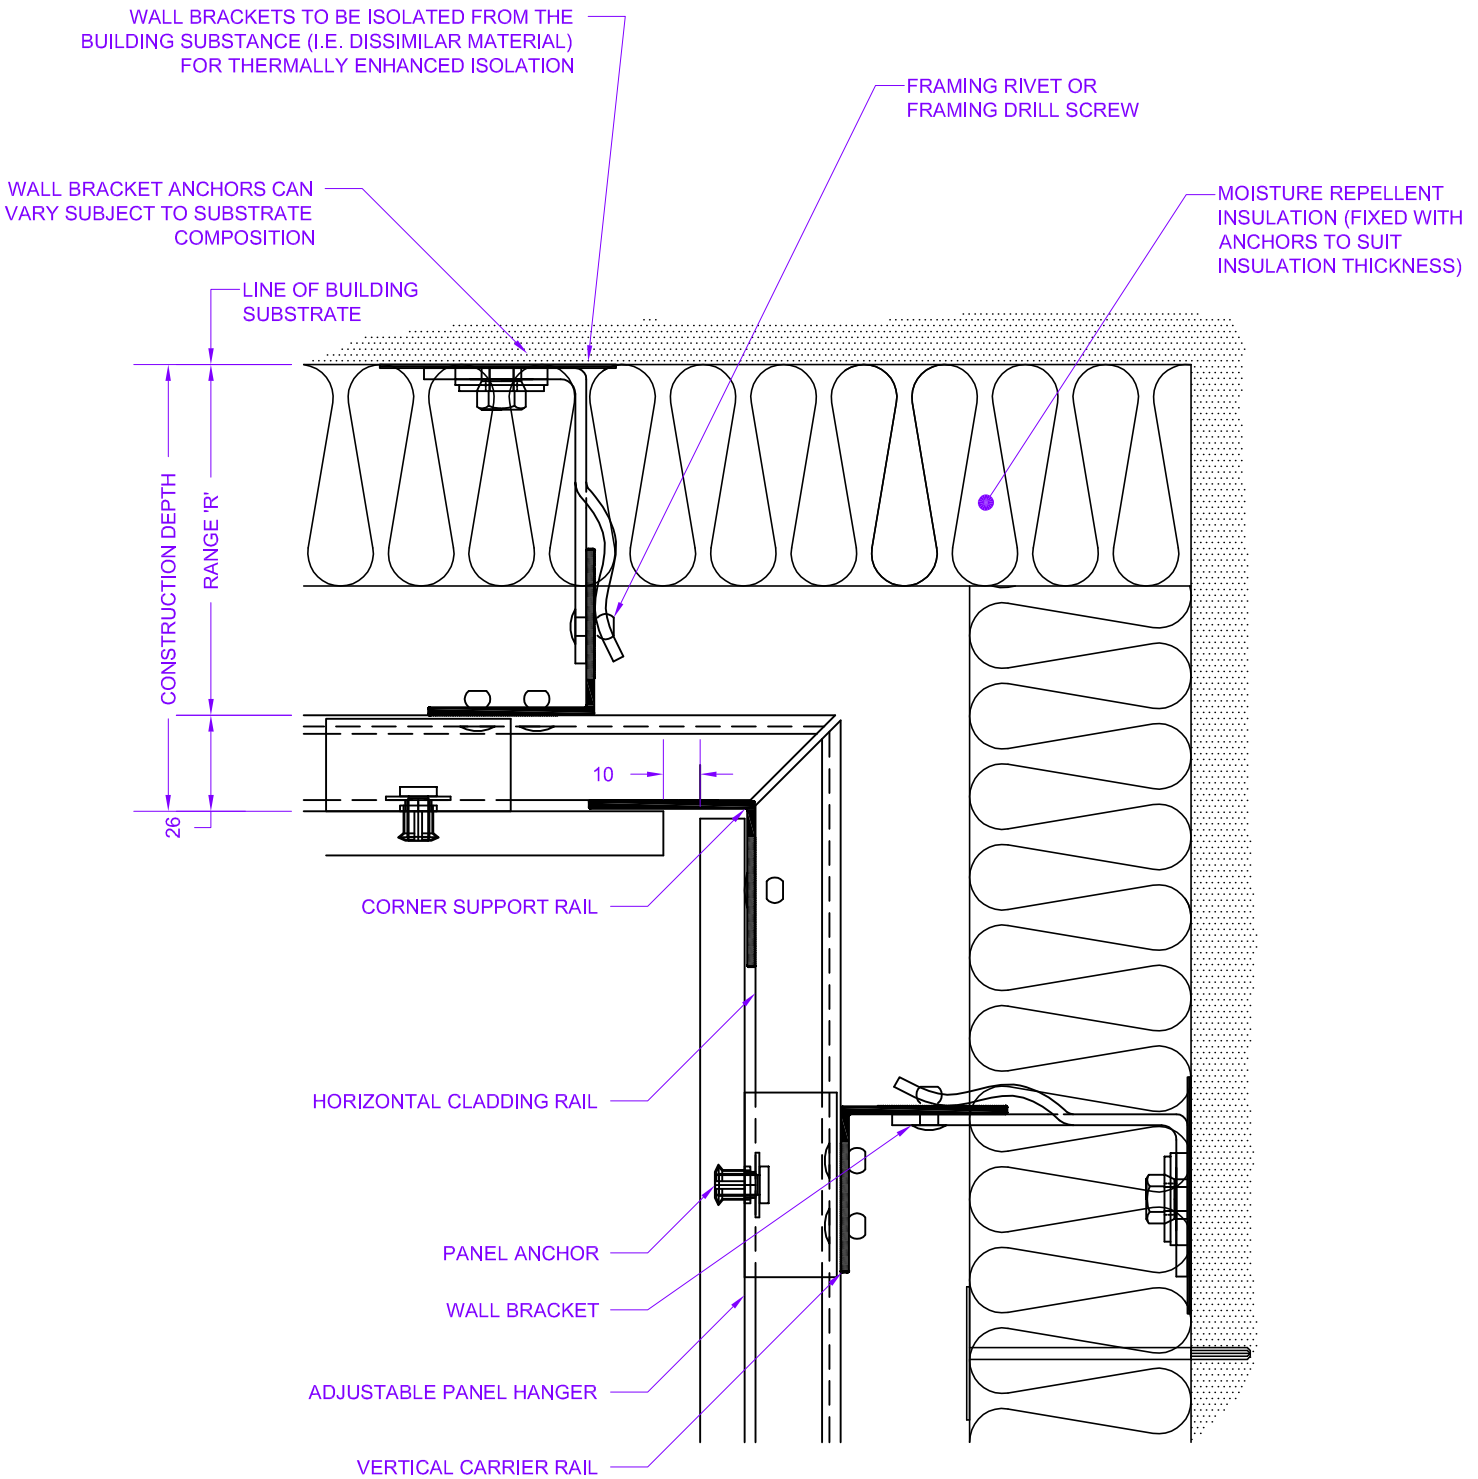 WALL BRACKETS TO BE ISOLATED FROM THE
BUILDING SUBSTANCE (I.E. DISSIMILAR MATERIAL)
FOR THERMALLY ENHANCED ISOLATION
FRAMING RIVET OR
FRAMING DRILL SCREW
WALL BRACKET ANCHORS CAN
VARY SUBJECT TO SUBSTRATE
COMPOSITION
MOISTURE REPELLENT
INSULATION (FIXED WITH
ANCHORS TO SUIT
INSULATION THICKNESS)
LINE OF BUILDING
SUBSTRATE
CONSTRUCTION DEPTH
RANGE 'R'
10
26
CORNER SUPPORT RAIL
HORIZONTAL CLADDING RAIL
PANEL ANCHOR
WALL BRACKET
ADJUSTABLE PANEL HANGER
VERTICAL CARRIER RAIL